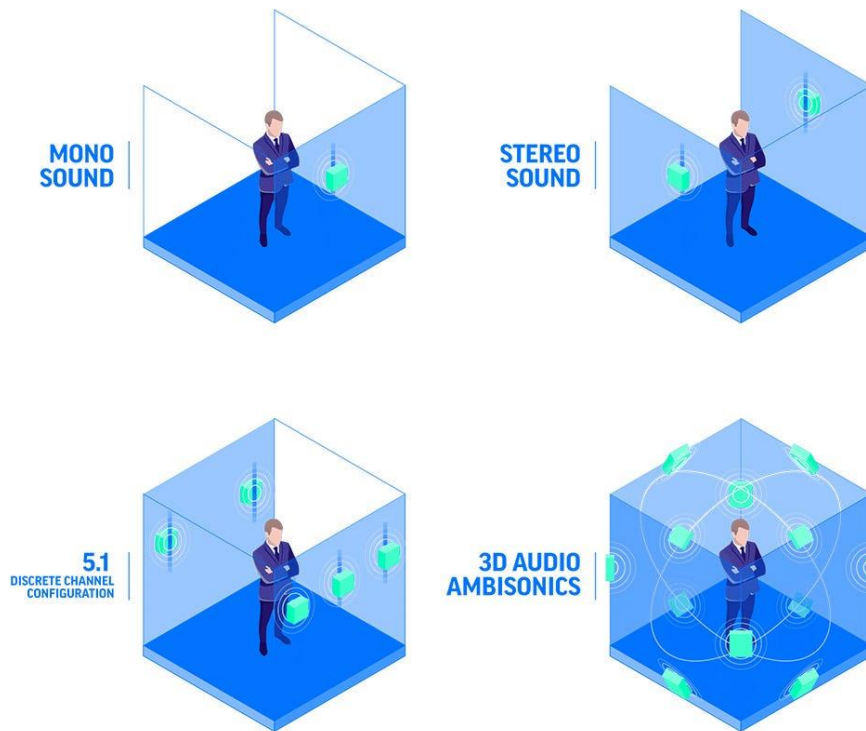 MONO
SOUND
STEREO
SOUND
5.1
DISCRETE CHANNEL
CONFIGURATION
3D AUDIO
AMBISONICS